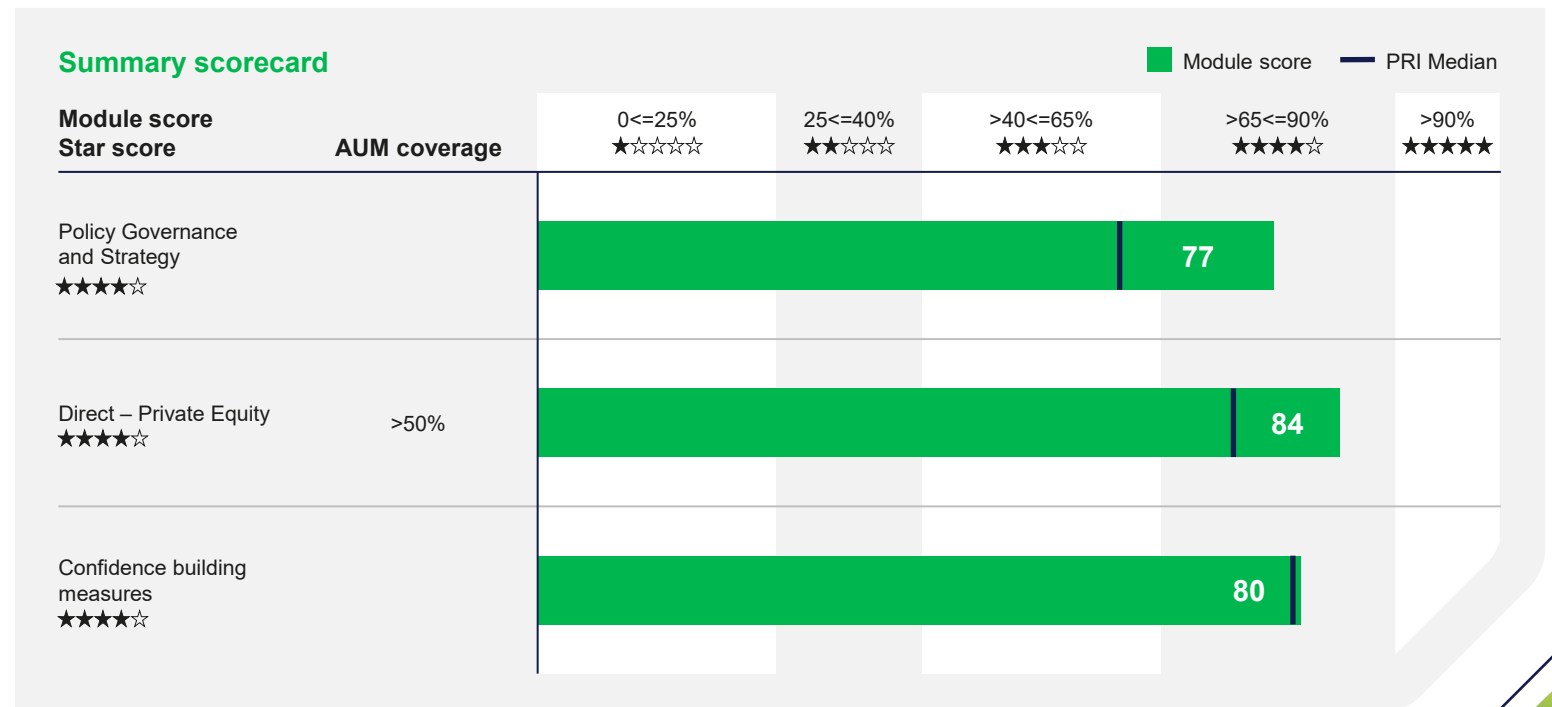 Summary scorecard
Module score
PRI Median
Module score
Star score
AUM coverage
0<=25%
★☆☆☆☆
25<=40%
★★☆☆☆
>40<=65%
★★★☆☆
>65<=90%
★★★★☆
>90%
★★★★★
Policy Governance
and Strategy
★★★★☆
77
Direct – Private Equity
★★★★☆
>50%
84
Confidence building
measures
★★★★☆
80